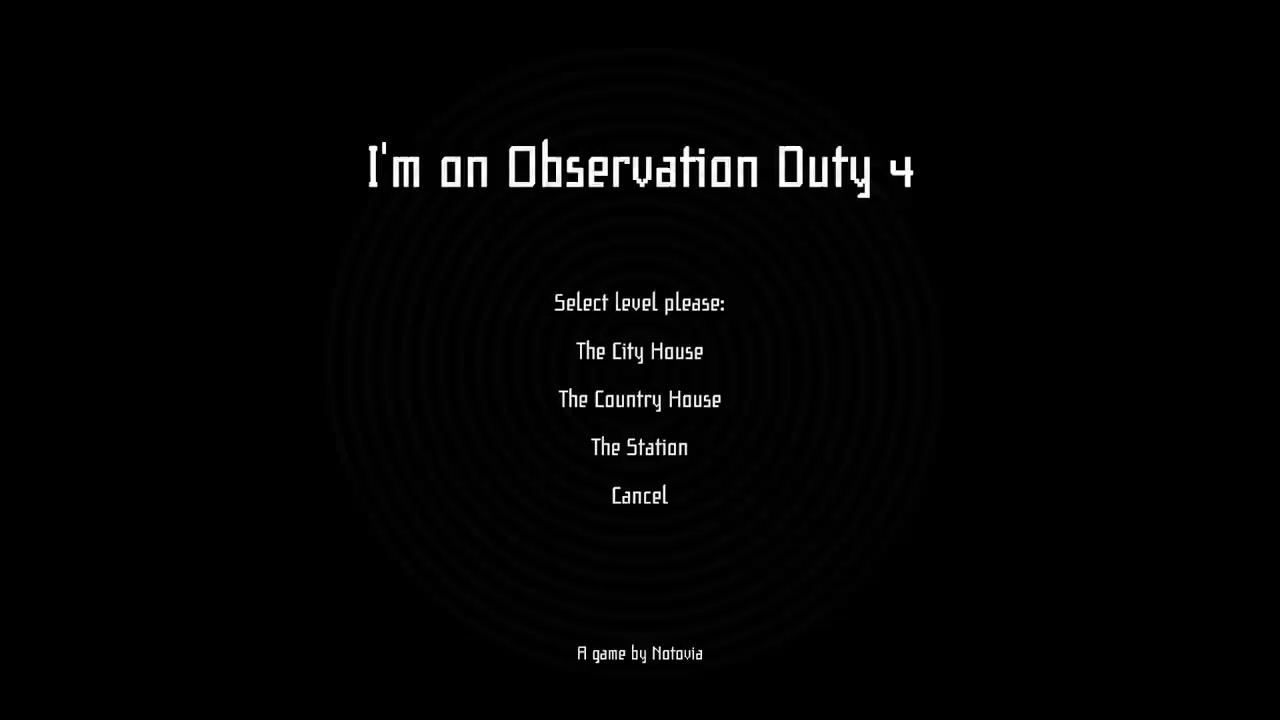 I'm on Observation Duty 4
Select level please:
The City House
The Country House
The Station
Cancel
A game by Notovia